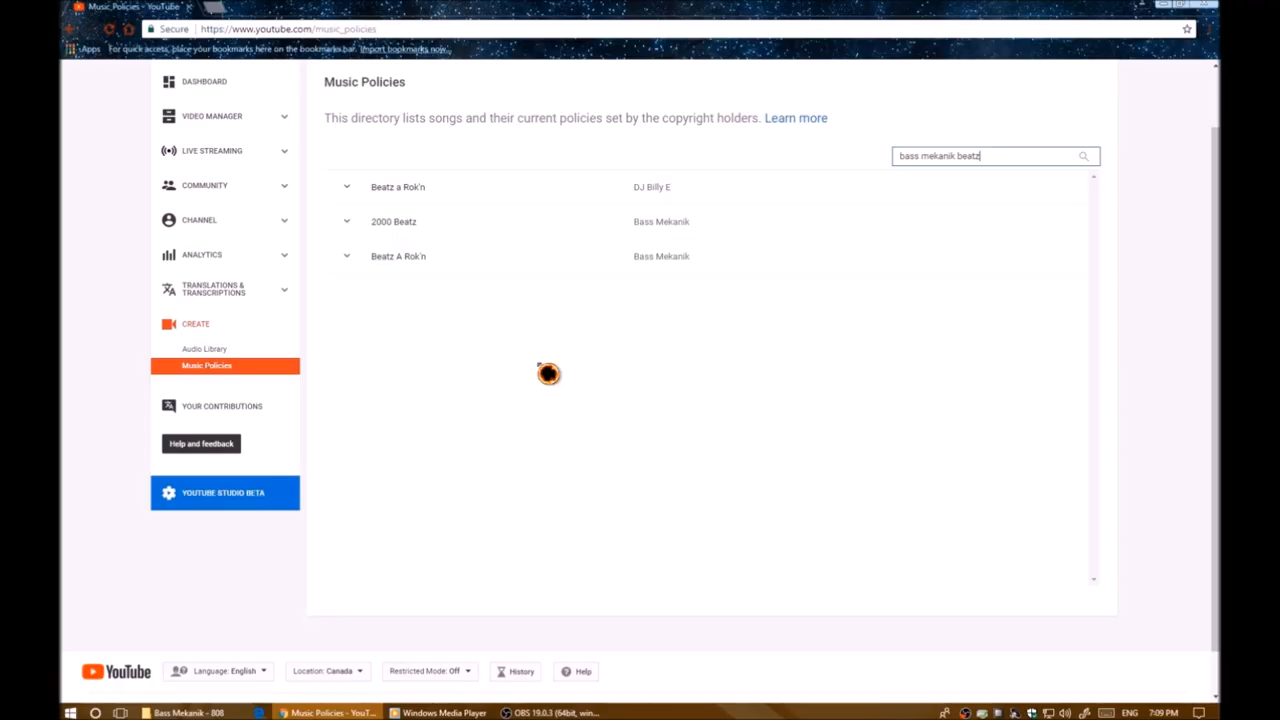 Music Policies - YouTube
Secure https://www.youtube.com/music_policies
Apps For quick access, place your bookmarks here on the bookmarks bar. Import bookmarks now...
DASHBOARD
VIDEO MANAGER
LIVE STREAMING
COMMUNITY
CHANNEL
ANALYTICS
TRANSLATIONS &
TRANSCRIPTIONS
CREATE
Audio Library
Music Policies
YOUR CONTRIBUTIONS
Help and feedback
YOUTUBE STUDIO BETA
Music Policies
This directory lists songs and their current policies set by the copyright holders. Learn more
bass mekanik beatz
Beatz a Rok'n DJ Billy E
2000 Beatz Bass Mekanik
Beatz A Rok'n Bass Mekanik
YouTube Language: English Location: Canada Restricted Mode: Off History Help
Bass Mekanik - 808 Music Policies - YouT... Windows Media Player OBS 19.0.3 (64bit, win... ENG 7:09 PM